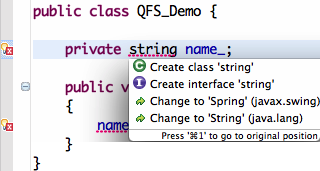 public class QFS_Demo {
private string name_;
Create class 'string'
Create interface 'string'
public v
Change to 'Spring' (javax.swing)
{
Change to 'String' (java.lang)
name
Press '⌘1' to go to original position
}
}